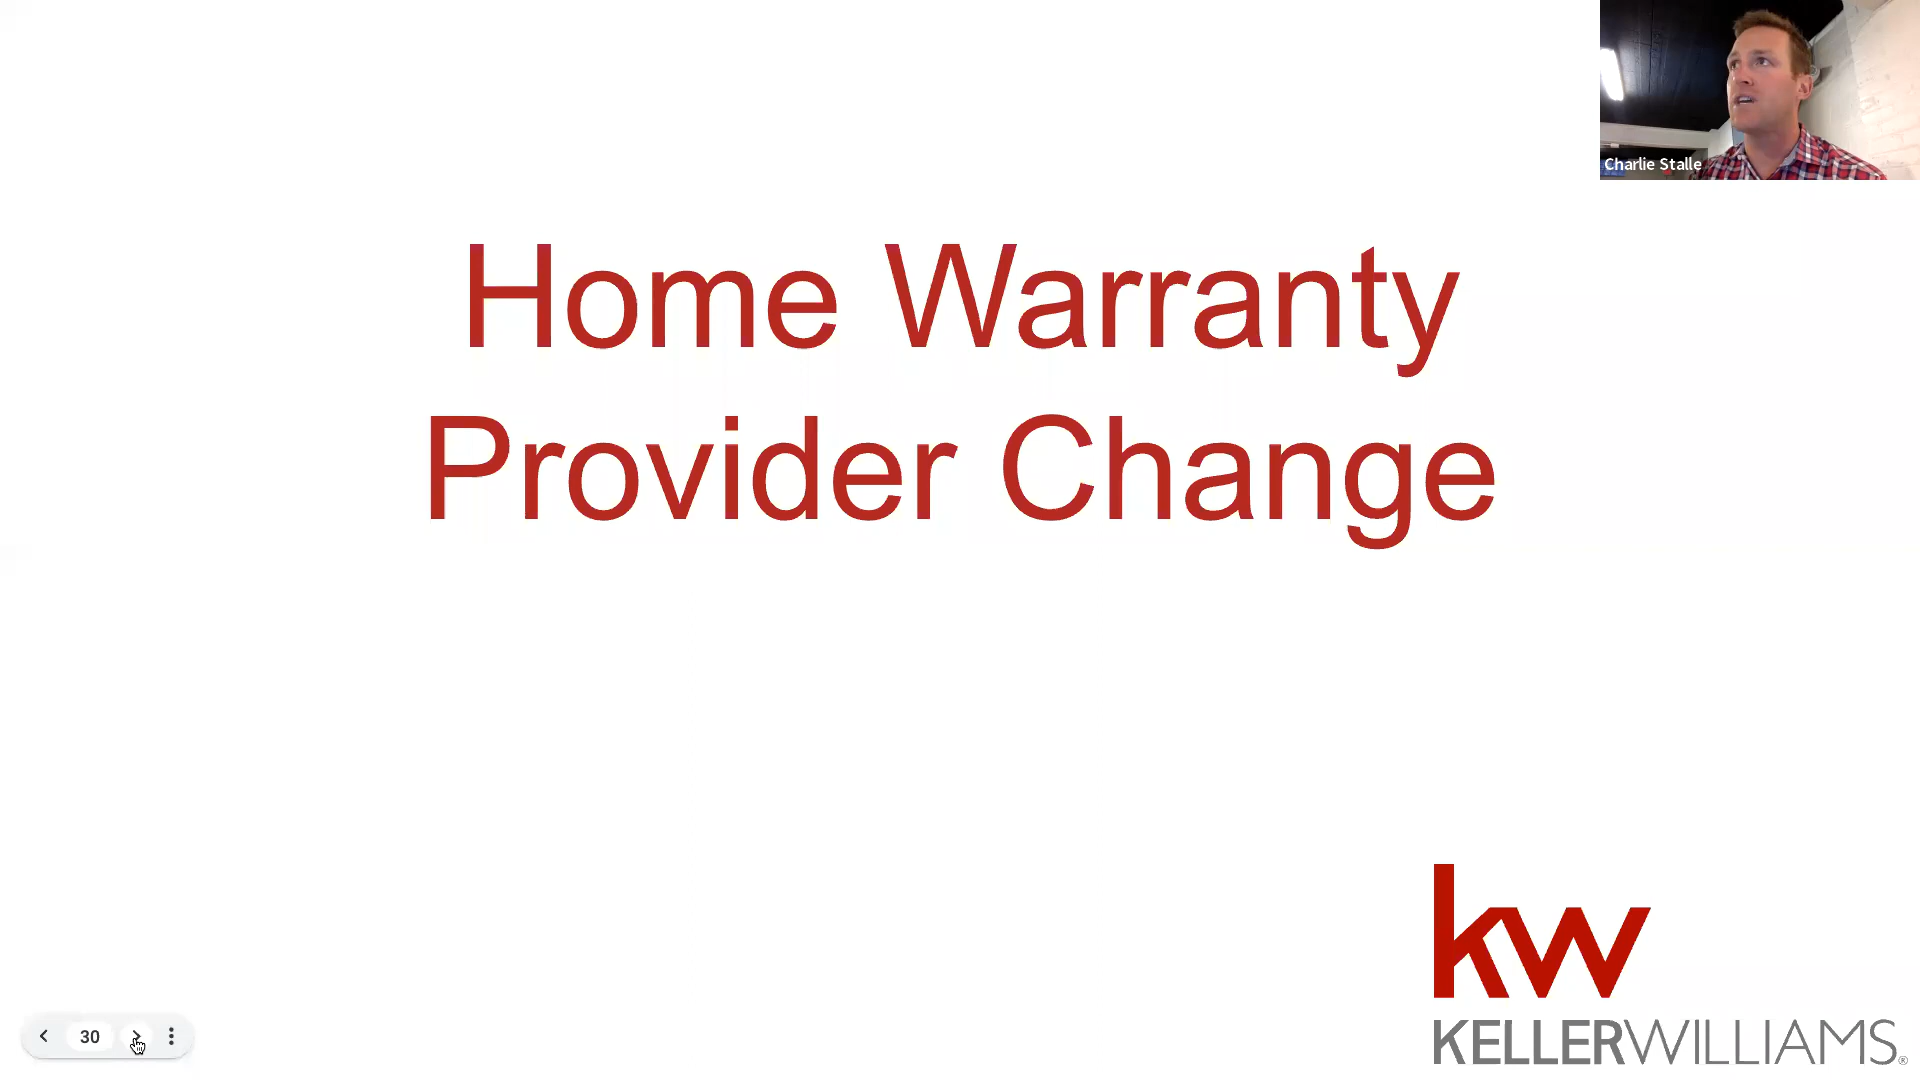 Charlie Stalle
Home Warranty
Provider Change
kw
KELLERWILLIAMS®
30